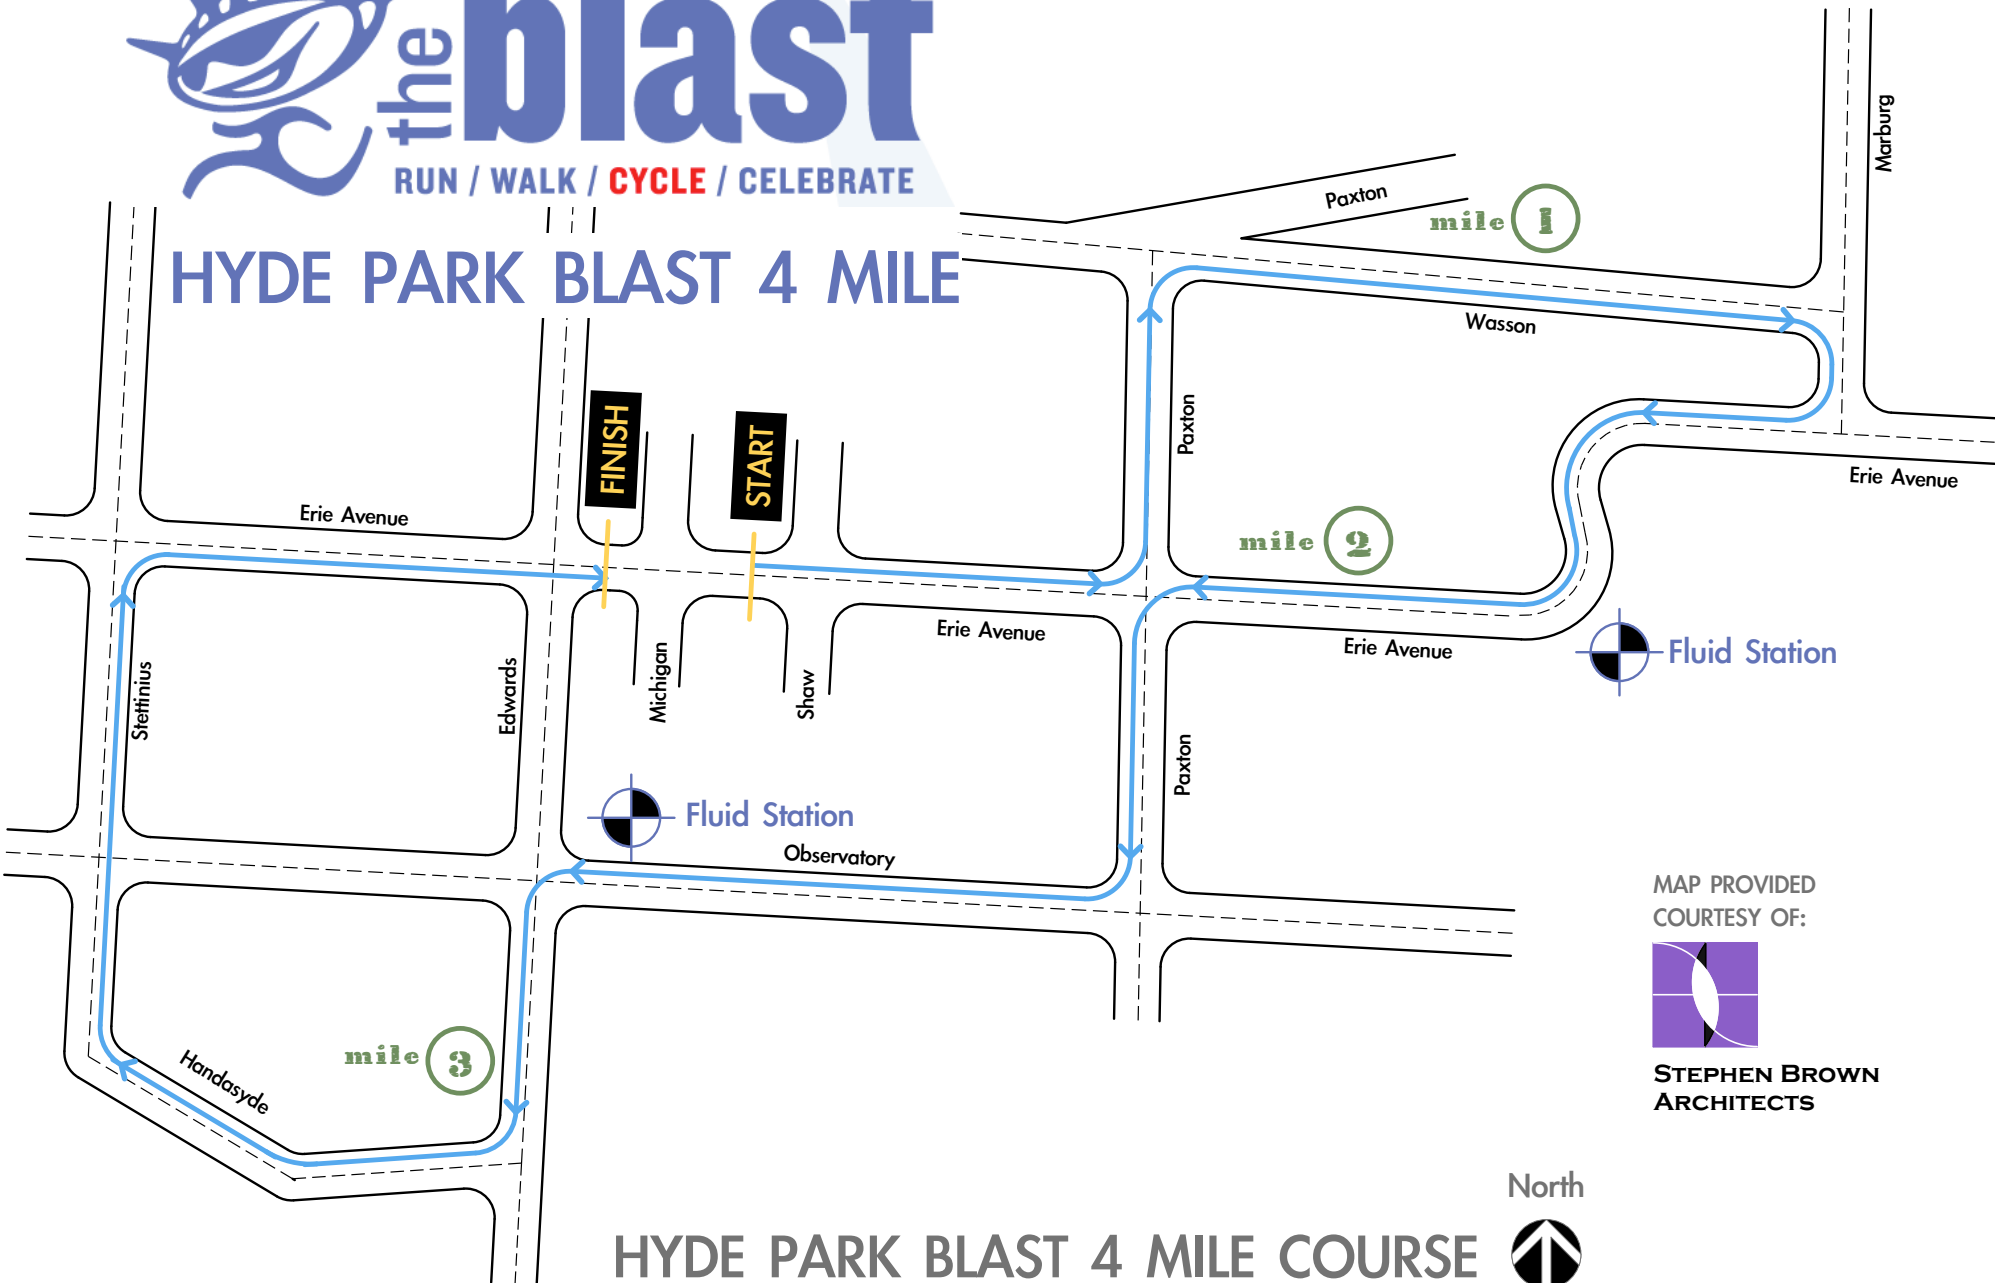 the blast
RUN / WALK / CYCLE / CELEBRATE
HYDE PARK BLAST 4 MILE
Marburg
Paxton
mile 1
Wasson
FINISH
START
Paxton
Erie Avenue
Erie Avenue
mile 2
Erie Avenue
Erie Avenue
Fluid Station
Stettinius
Edwards
Michigan
Shaw
Paxton
Fluid Station
Observatory
MAP PROVIDED
COURTESY OF:
STEPHEN BROWN
ARCHITECTS
mile 3
Handasyde
North
HYDE PARK BLAST 4 MILE COURSE